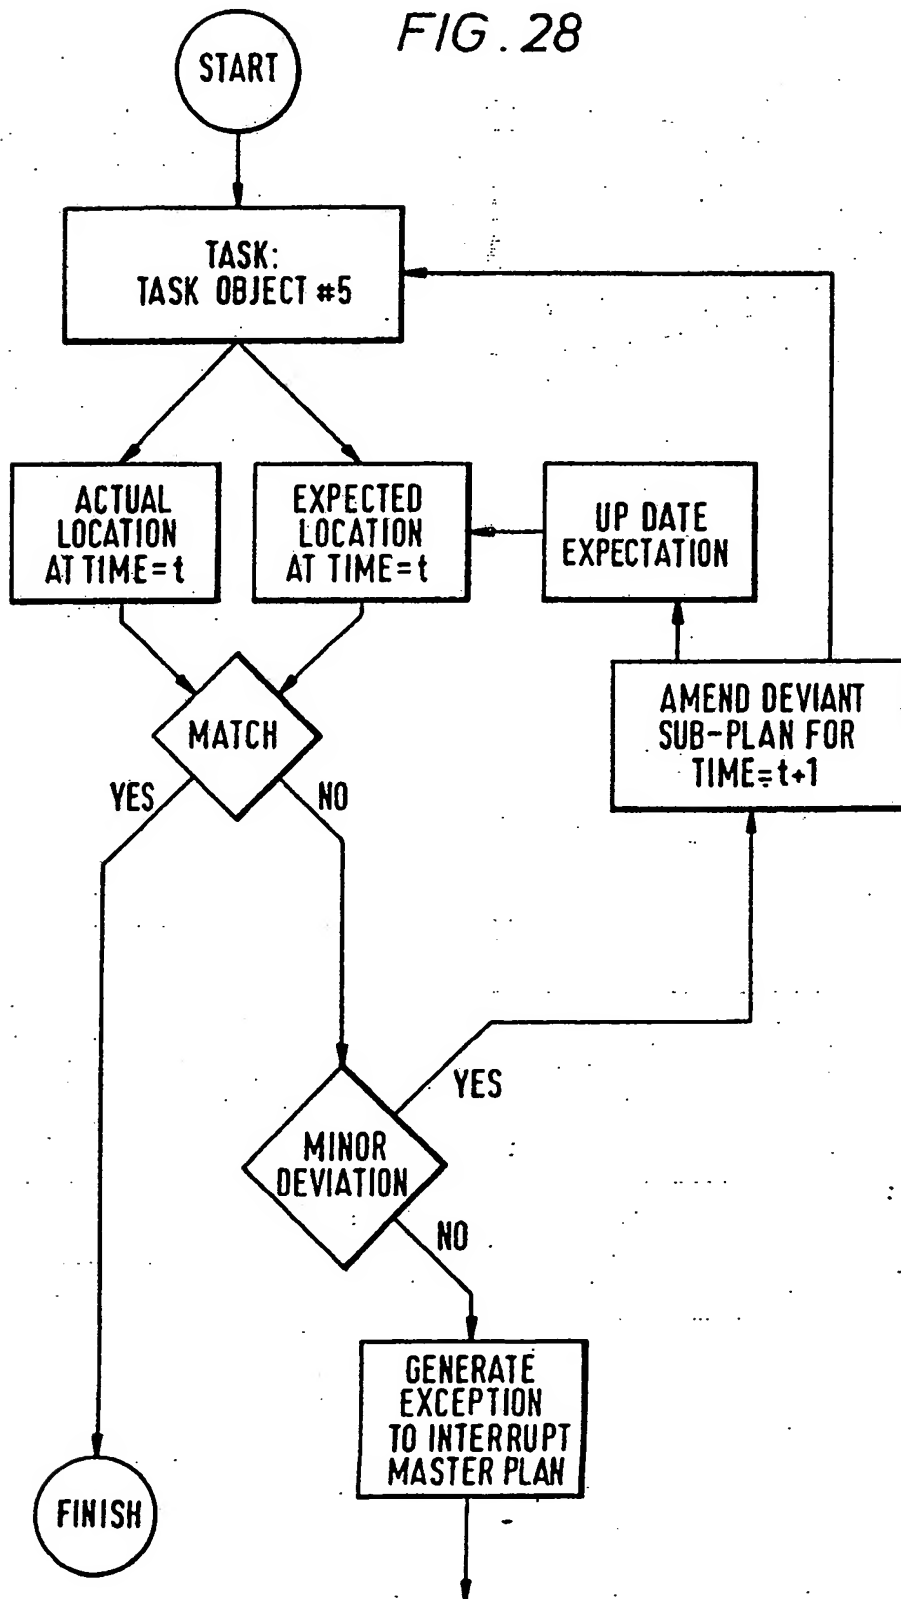 FIG. 28
START
TASK:
TASK OBJECT #5
ACTUAL
LOCATION
AT TIME=t
EXPECTED
LOCATION
AT TIME=t
UP DATE
EXPECTATION
MATCH
YES
NO
AMEND DEVIANT
SUB-PLAN FOR
TIME=t+1
YES
MINOR
DEVIATION
NO
GENERATE
EXCEPTION
TO INTERRUPT
MASTER PLAN
FINISH